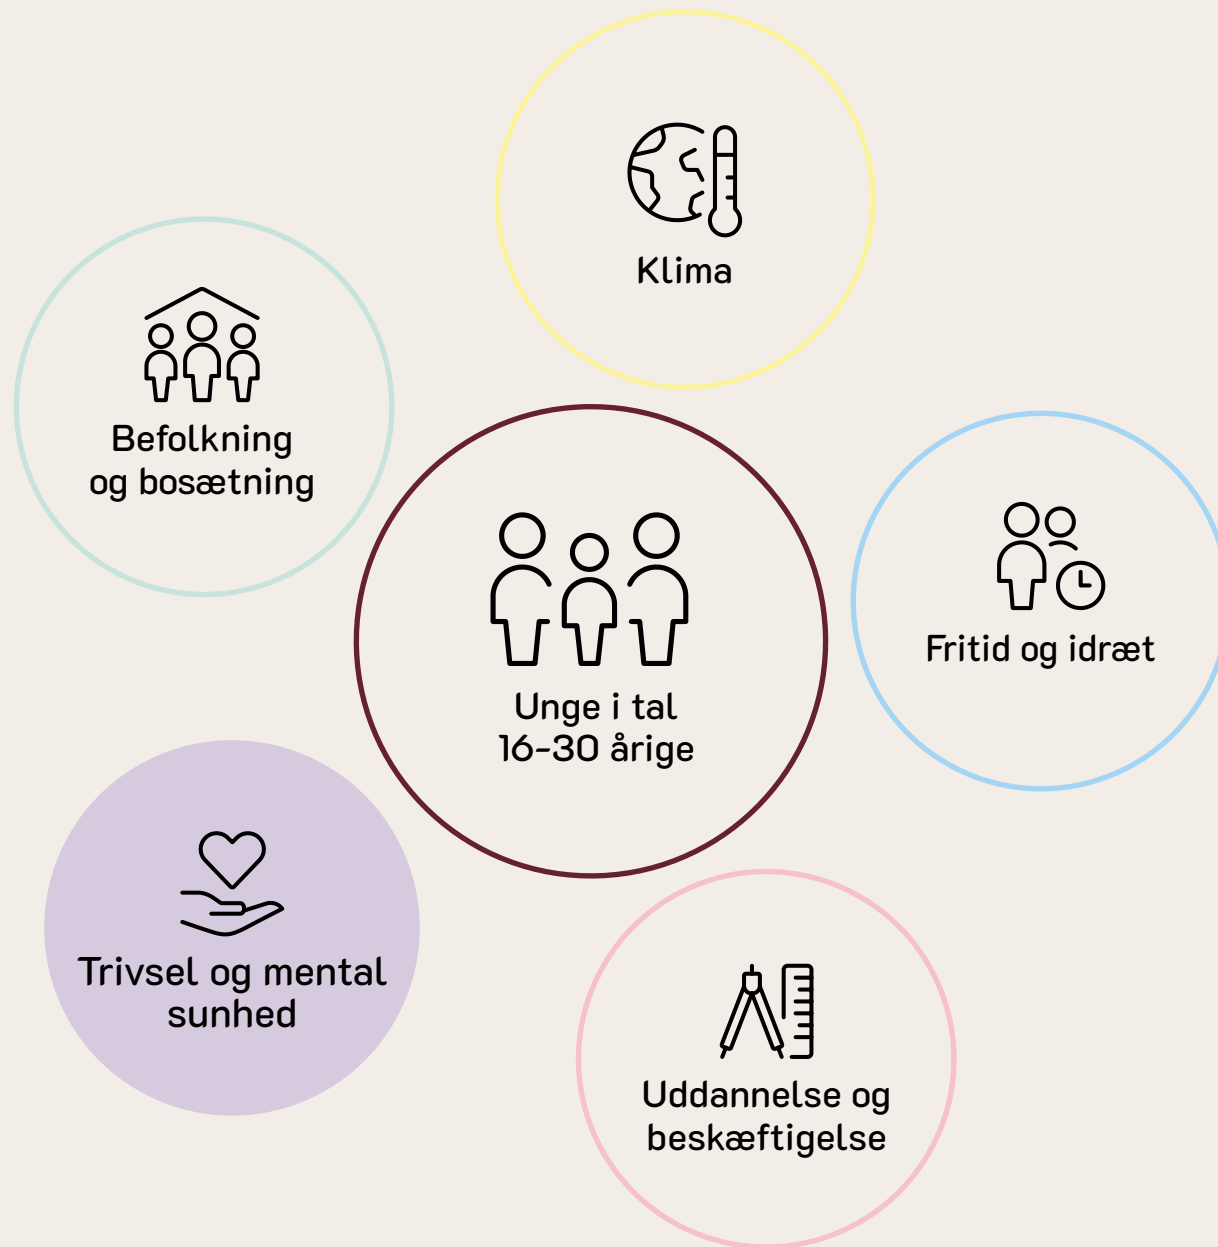 Klima
Befolkning
og bosætning
Unge i tal
16-30 årige
Fritid og idræt
Trivsel og mental
sunhed
Uddannelse og
beskæftigelse